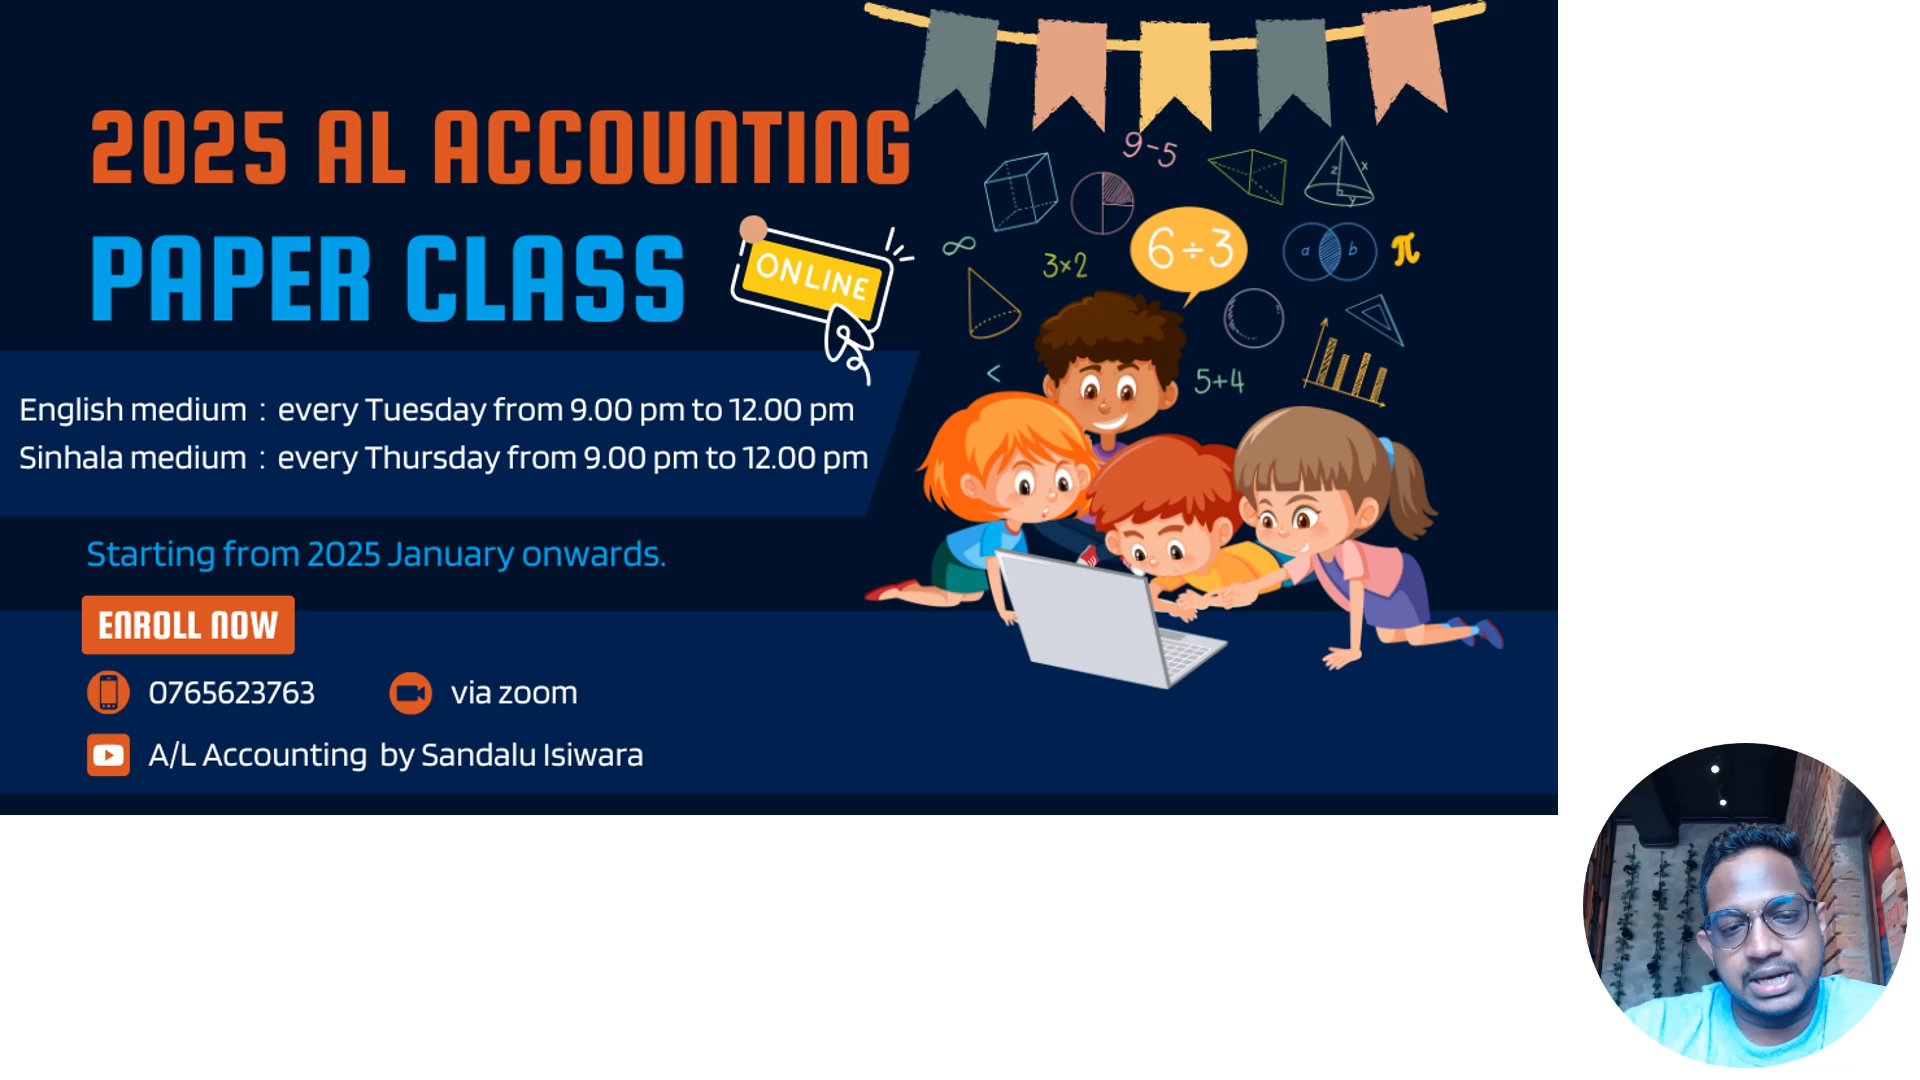 2025 AL ACCOUNTING
PAPER CLASS
ONLINE
English medium : every Tuesday from 9.00 pm to 12.00 pm
Sinhala medium : every Thursday from 9.00 pm to 12.00 pm
Starting from 2025 January onwards.
ENROLL NOW
0765623763
via zoom
A/L Accounting by Sandalu Isiwara
9-5
z x
y
∞
3×2
6÷3
a b
π
<
5+4